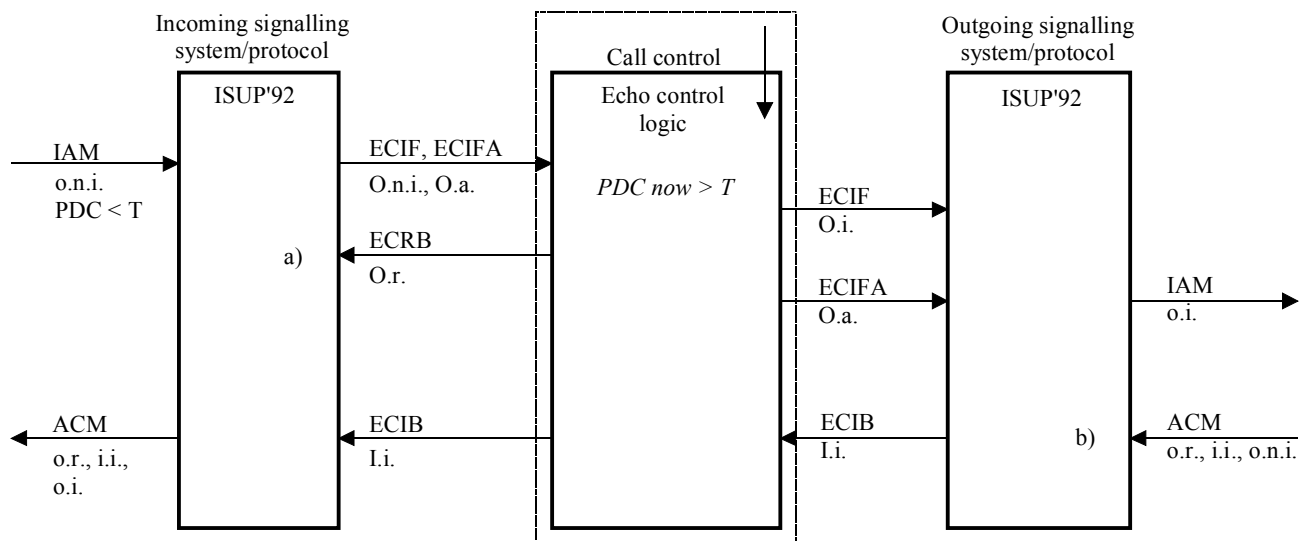 Incoming signalling
system/protocol
ISUP'92
IAM
o.n.i.
PDC < T
a)
ACM
o.r., i.i.,
o.i.
ECIF, ECIFA
O.n.i., O.a.
ECRB
O.r.
ECIB
I.i.
Call control
Echo control
logic
PDC now > T
ECIF
O.i.
ECIFA
O.a.
ECIB
I.i.
Outgoing signalling
system/protocol
ISUP'92
b)
IAM
o.i.
ACM
o.r., i.i., o.n.i.